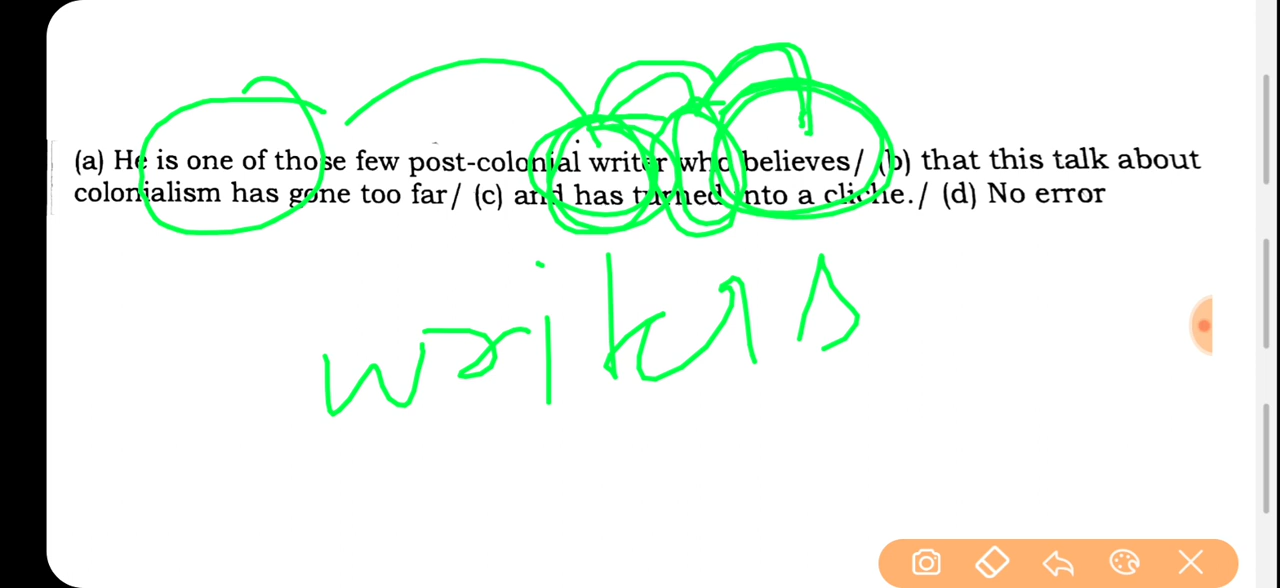 (a) He is one of those few post-colonial writer who believes/ (b) that this talk about
colonialism has gone too far/ (c) and has turned into a cliche./ (d) No error
writers